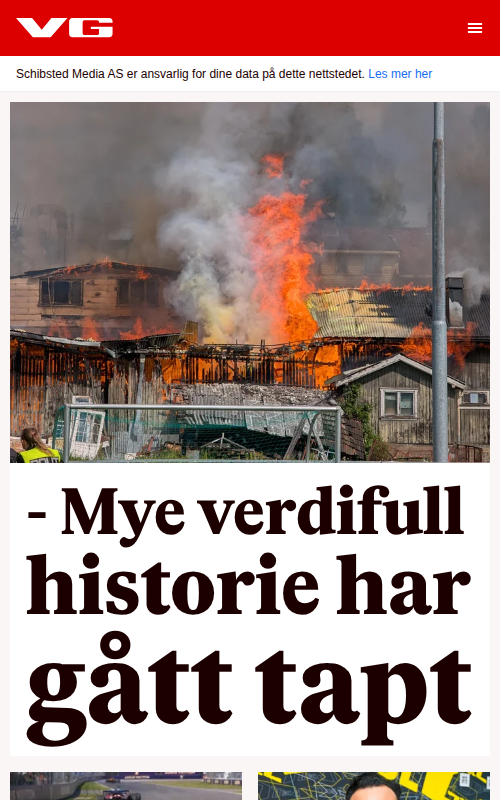 VG
Schibsted Media AS er ansvarlig for dine data på dette nettstedet. Les mer her
- Mye verdifull
historie har
gått tapt